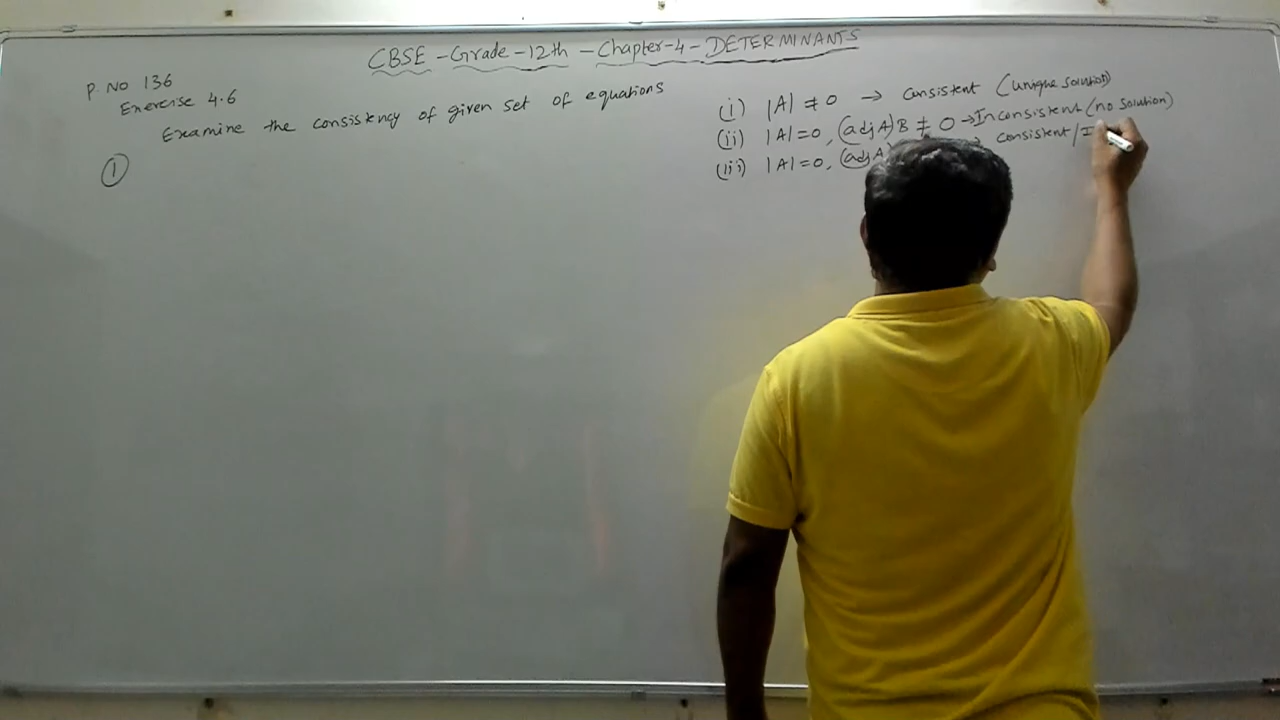 CBSE - Grade - 12th - Chapter-4 - DETERMINANTS
P. NO 136
Exercise 4.6
Examine the consistency of given set of equations
①
(i) |A| ≠ 0 → consistent (unique solution)
(ii) |A| = 0, (adj A) B ≠ 0 → Inconsistent (no solution)
(iii) |A| = 0, (adj A) → consistent / I